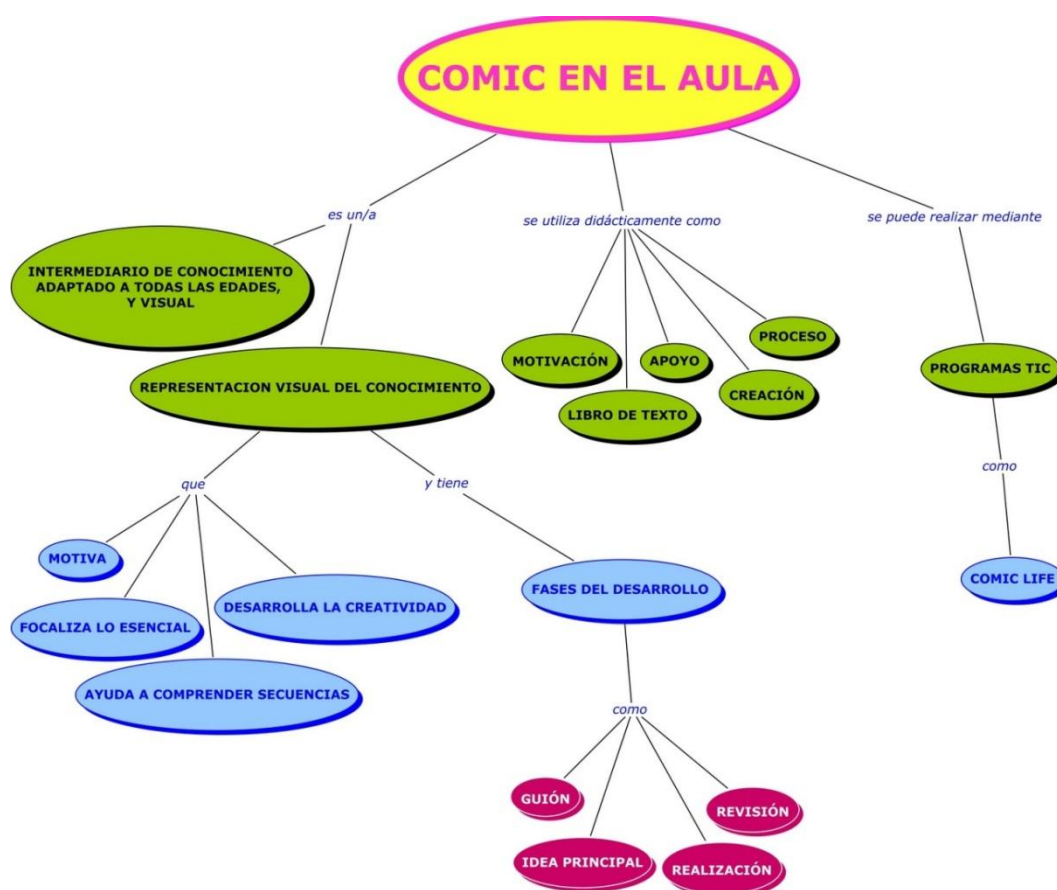 COMIC EN EL AULA
es un/a
se utiliza didácticamente como
se puede realizar mediante
INTERMEDIARIO DE CONOCIMIENTO
ADAPTADO A TODAS LAS EDADES,
Y VISUAL
MOTIVACIÓN
APOYO
PROCESO
LIBRO DE TEXTO
CREACIÓN
PROGRAMAS TIC
REPRESENTACION VISUAL DEL CONOCIMIENTO
que
y tiene
como
MOTIVA
FOCALIZA LO ESENCIAL
AYUDA A COMPRENDER SECUENCIAS
DESARROLLA LA CREATIVIDAD
FASES DEL DESARROLLO
COMIC LIFE
como
GUIÓN
IDEA PRINCIPAL
REALIZACIÓN
REVISIÓN